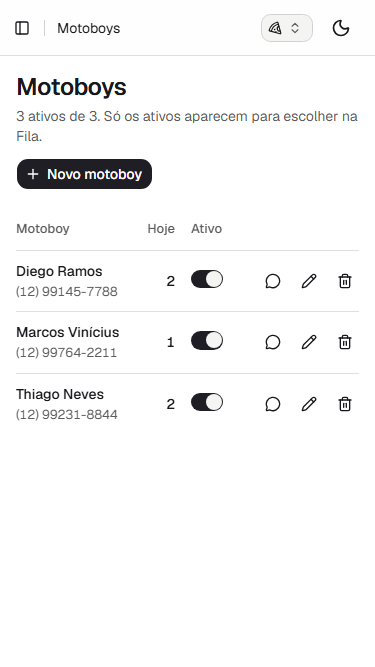 Motoboys
Motoboys
3 ativos de 3. Só os ativos aparecem para escolher na
Fila.
Novo motoboy
Motoboy Hoje Ativo
Diego Ramos
(12) 99145-7788
2
Marcos Vinícius
(12) 99764-2211
1
Thiago Neves
(12) 99231-8844
2